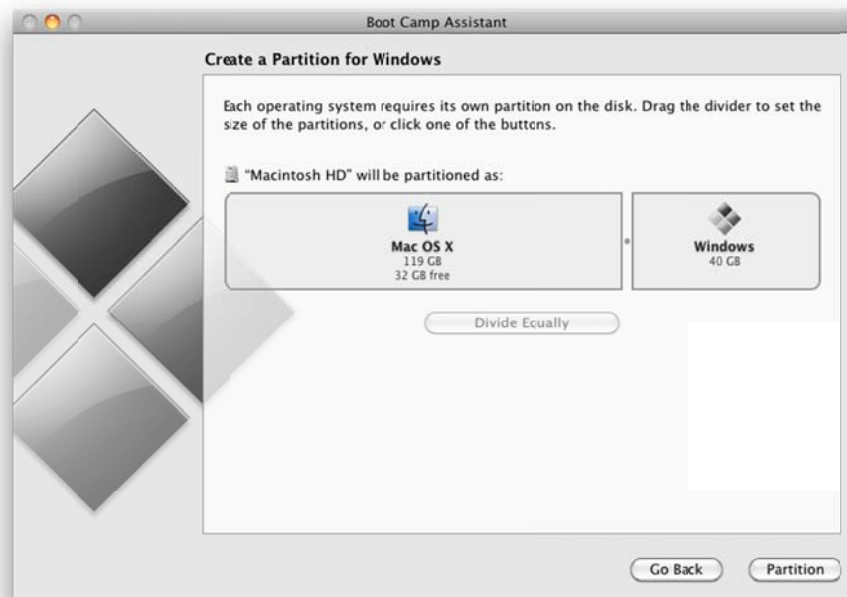 Boot Camp Assistant
Create a Partition for Windows
Each operating system requires its own partition on the disk. Drag the divider to set the
size of the partitions, or click one of the buttons.
"Macintosh HD" will be partitioned as:
Mac OS X
119 GB
32 GB free
Windows
40 GB
Divide Equally
Go Back
Partition